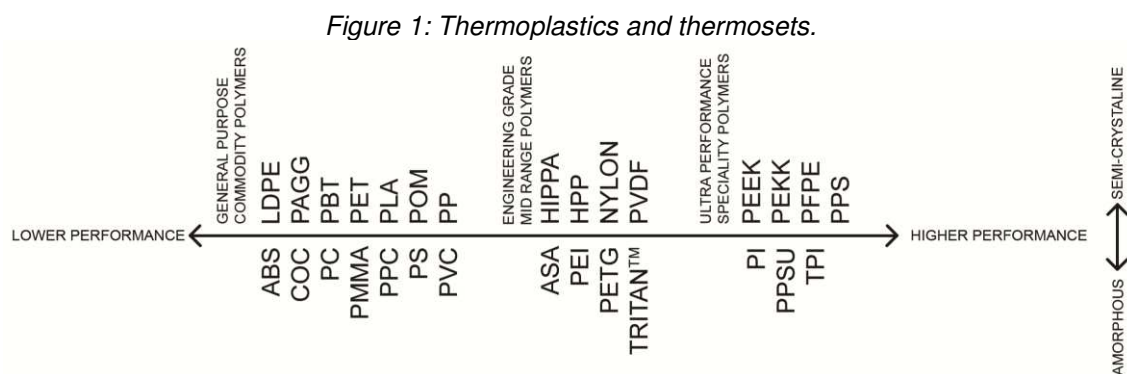 Figure 1: Thermoplastics and thermosets.
GENERAL PURPOSE
COMMODITY POLYMERS
LDPE
PAGG
PBT
PET
PLA
POM
PP
ENGINEERING GRADE
MID RANGE POLYMERS
HIPPA
HPP
NYLON
PVDF
ULTRA PERFORMANCE
SPECIALITY POLYMERS
PEEK
PEKK
PFPE
PPS
SEMI-CRYSTALINE
LOWER PERFORMANCE
HIGHER PERFORMANCE
ABS
COC
PC
PMMA
PPC
PS
PVC
ASA
PEI
PETG
TRITAN™
PI
PPSU
TPI
AMORPHOUS